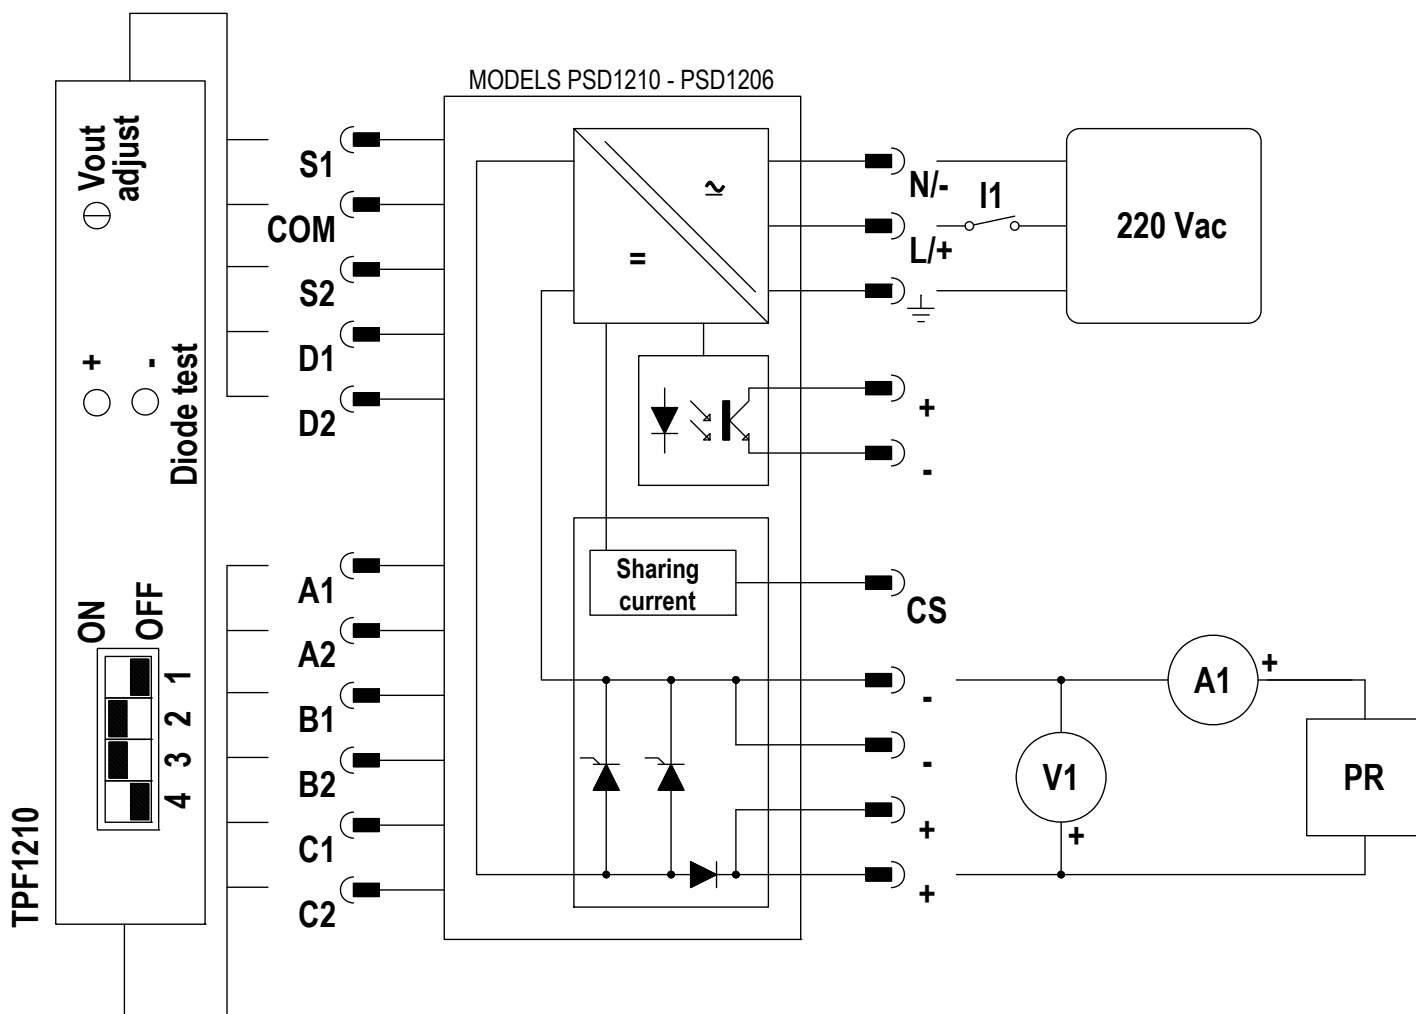 MODELS PSD1210 - PSD1206
Vout
adjust
+
-
Diode test
ON
OFF
1
2
3
4
TPF1210
S1
COM
S2
D1
D2
A1
A2
B1
B2
C1
C2
~
=
Sharing
current
N/-
L/+
I1
220 Vac
+
-
CS
-
-
+
+
A1
+
V1
+
PR